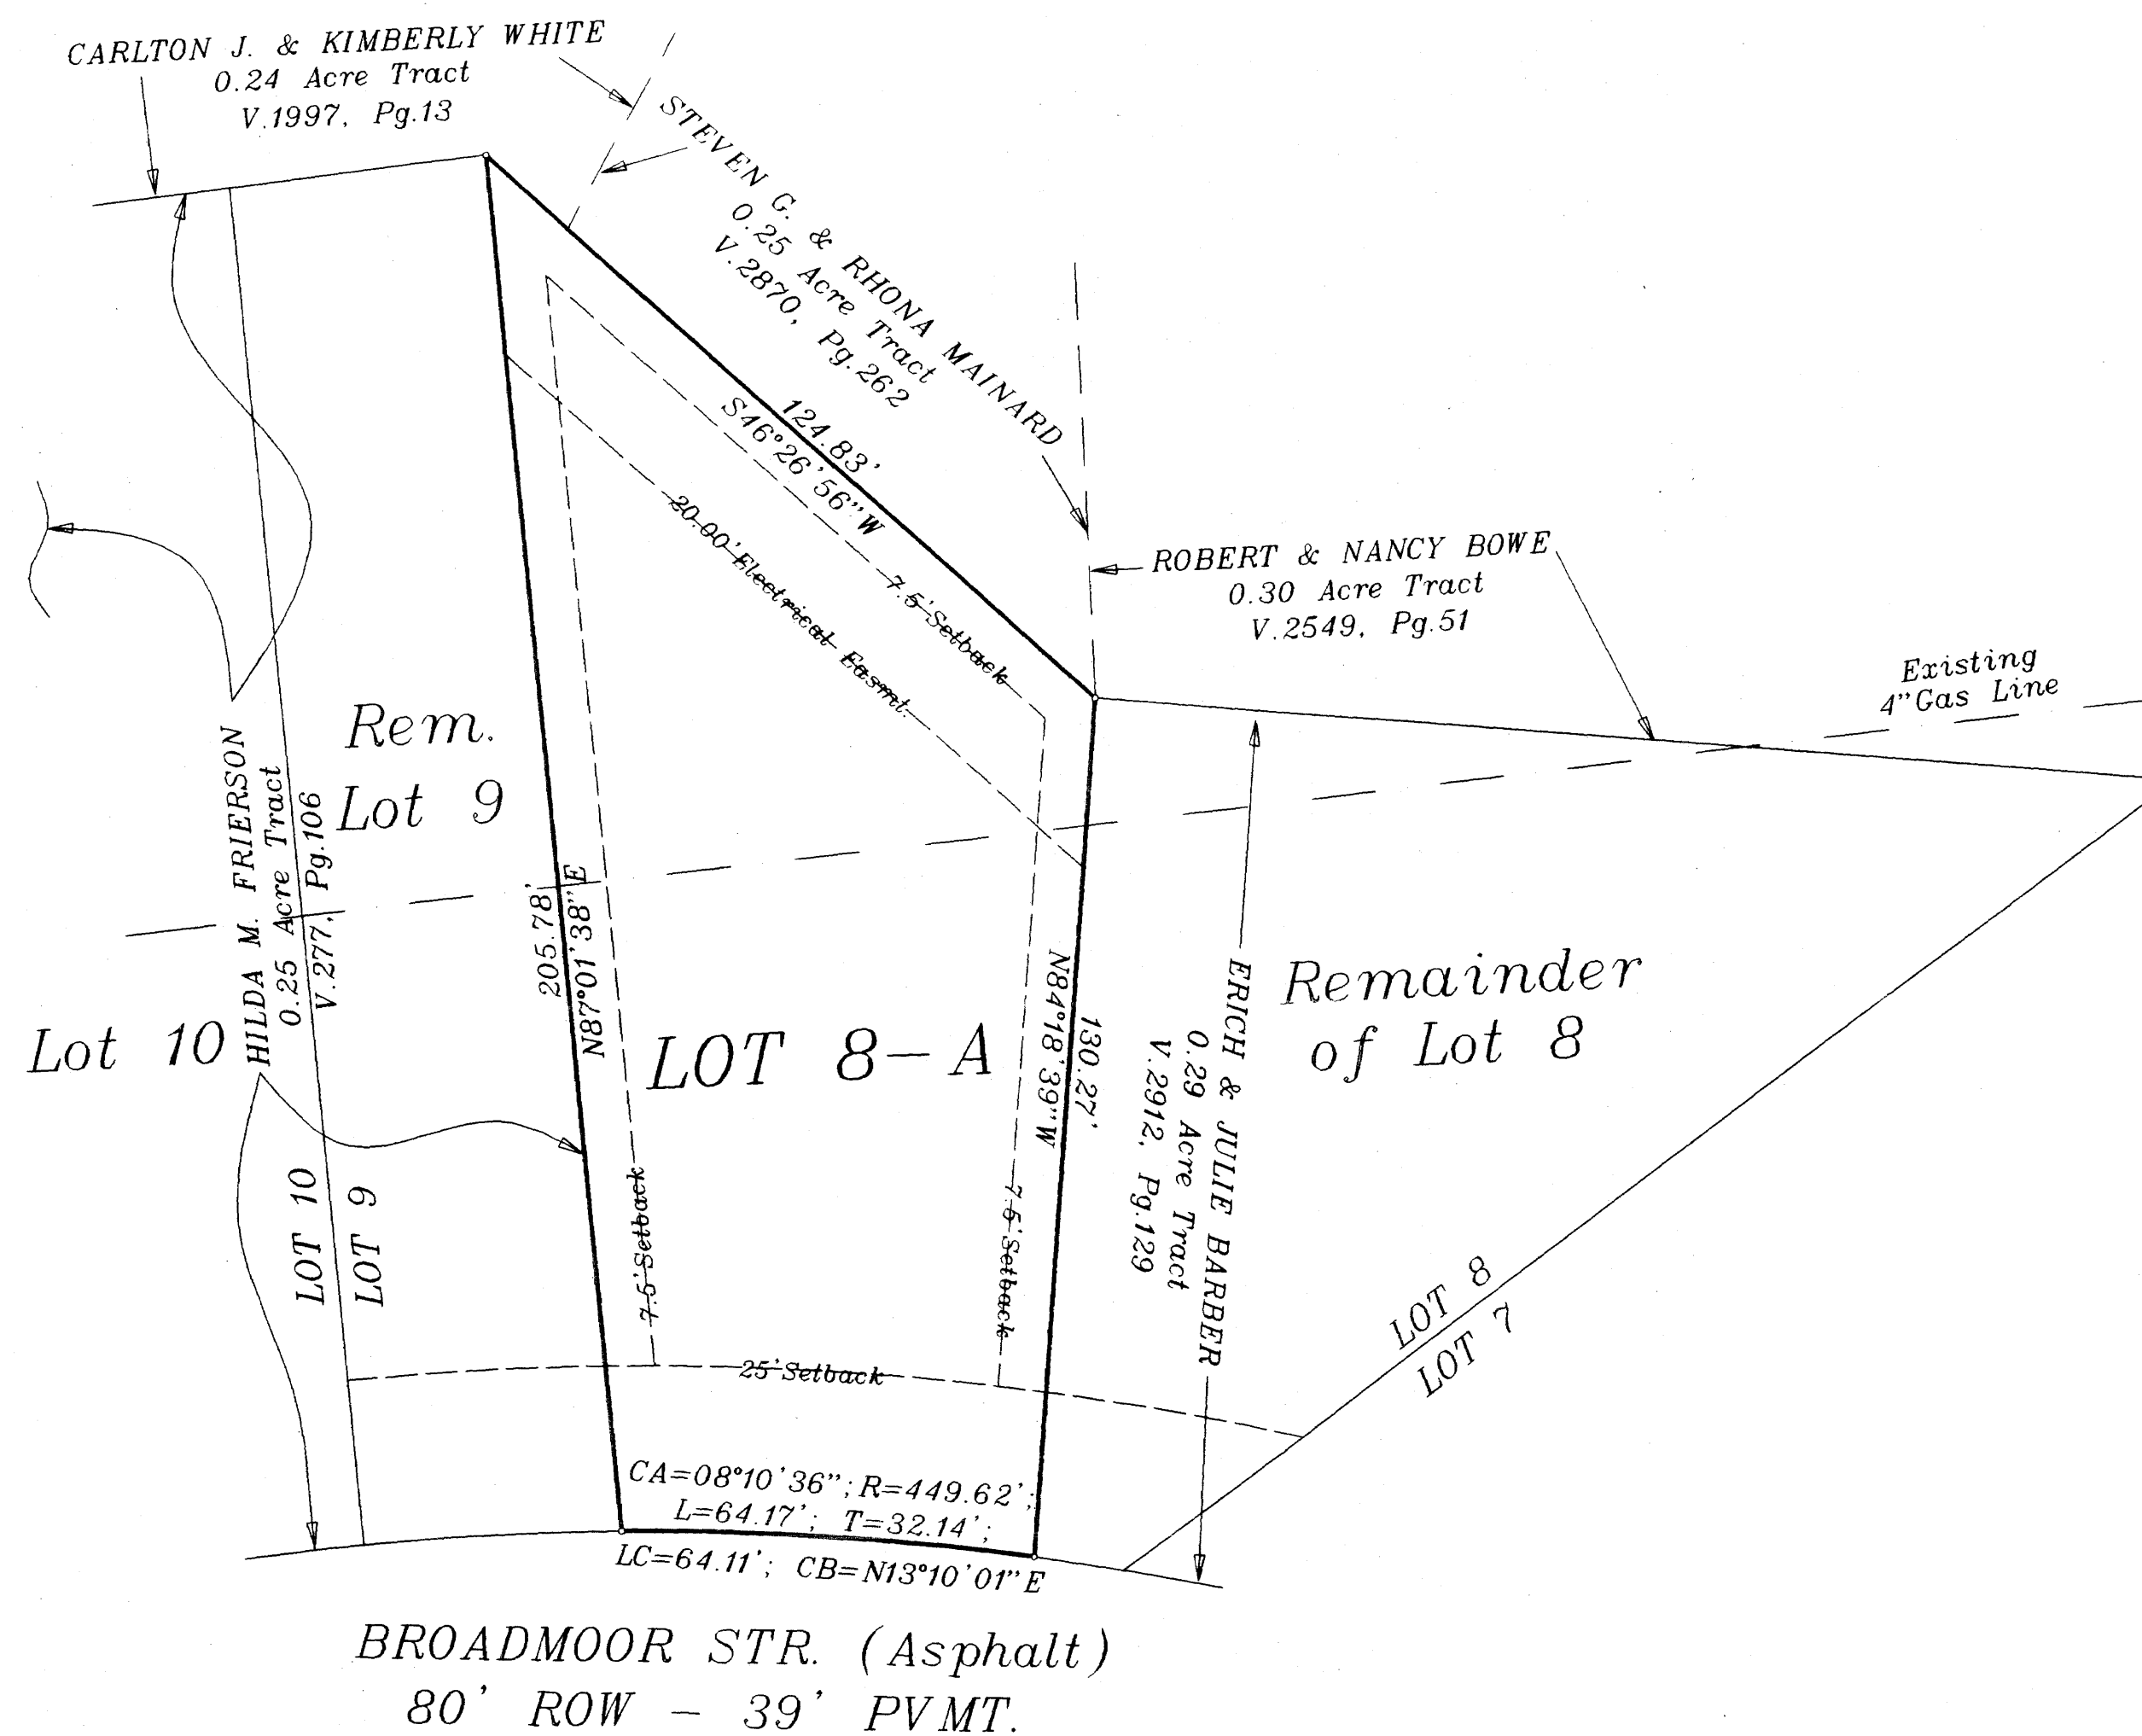 CARLTON J. & KIMBERLY WHITE
0.24 Acre Tract
V.1997, Pg.13
STEVEN G. & RHONA MAINARD
0.25 Acre Tract
V.2870, Pg.262
124.83'
S46°26'56"W
7.5' Setback
20.00' Electrical Easmt.
ROBERT & NANCY BOWE
0.30 Acre Tract
V.2549, Pg.51
Existing
4" Gas Line
Rem.
Lot 9
HILDA M. FRIERSON
0.25 Acre Tract
V.277, Pg.106
205.78'
N87°01'38"E
Lot 10
LOT 8-A
N84°18'39"W
130.27'
ERICH & JULIE BARBER
0.29 Acre Tract
V.2912, Pg.129
Remainder
of Lot 8
LOT 10
LOT 9
7.5' Setback
7.5' Setback
25' Setback
LOT 8
LOT 7
CA=08°10'36"; R=449.62';
L=64.17'; T=32.14';
LC=64.11'; CB=N13°10'01"E
BROADMOOR STR. (Asphalt)
80' ROW - 39' PVMT.